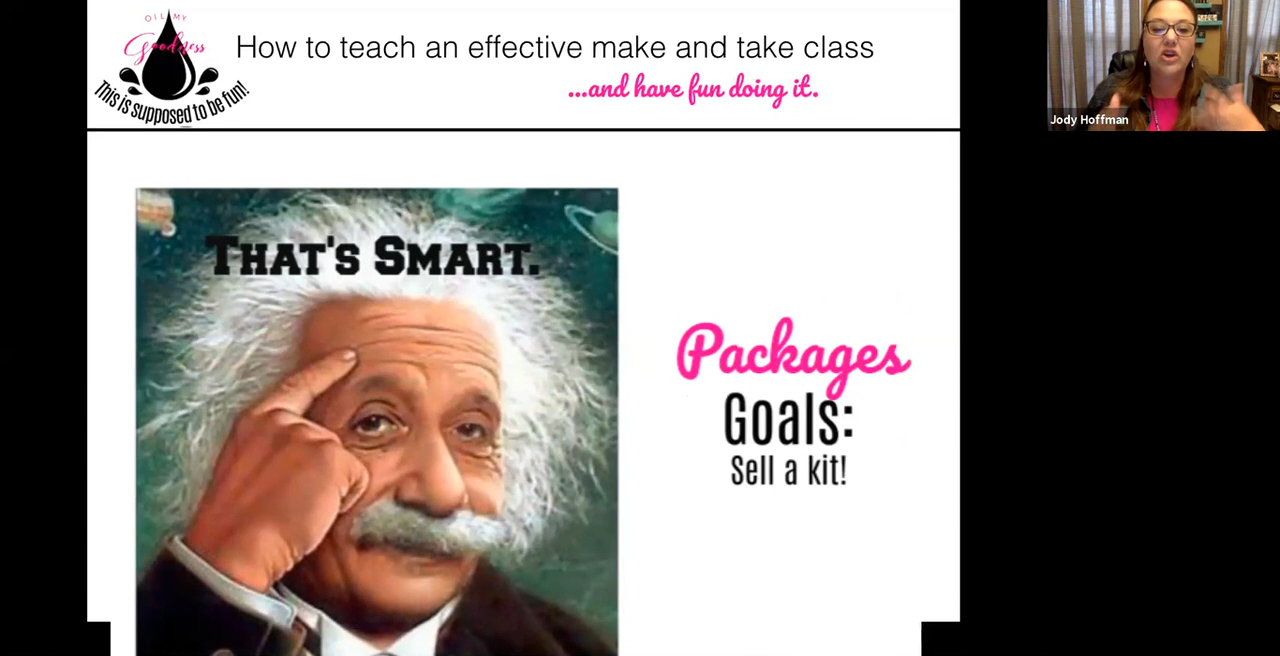 OIL MY
Goodness
This is supposed to be fun!
How to teach an effective make and take class
...and have fun doing it.
THAT'S SMART.
Packages
Goals:
Sell a kit!
Jody Hoffman